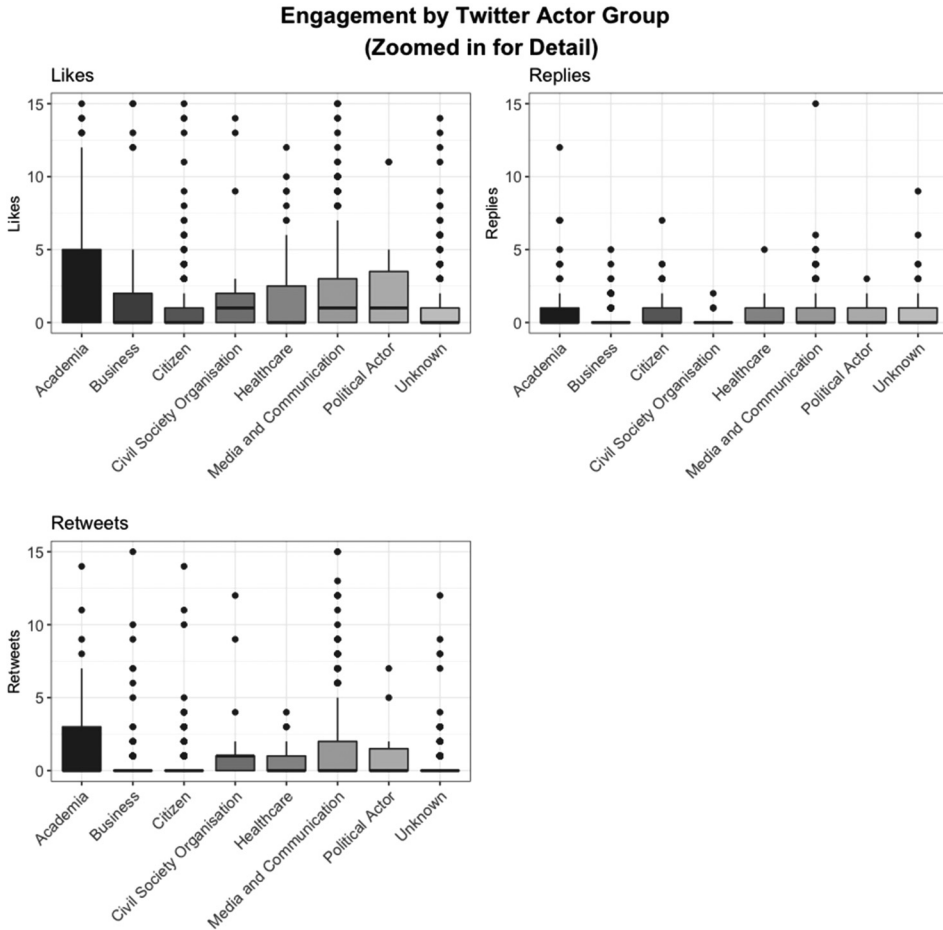 Engagement by Twitter Actor Group
(Zoomed in for Detail)
Likes
15
10
5
0
Likes
Academia
Business
Citizen
Civil Society Organisation
Healthcare
Media and Communication
Political Actor
Unknown
Replies
15
10
5
0
Replies
Academia
Business
Citizen
Civil Society Organisation
Healthcare
Media and Communication
Political Actor
Unknown
Retweets
15
10
5
0
Retweets
Academia
Business
Citizen
Civil Society Organisation
Healthcare
Media and Communication
Political Actor
Unknown